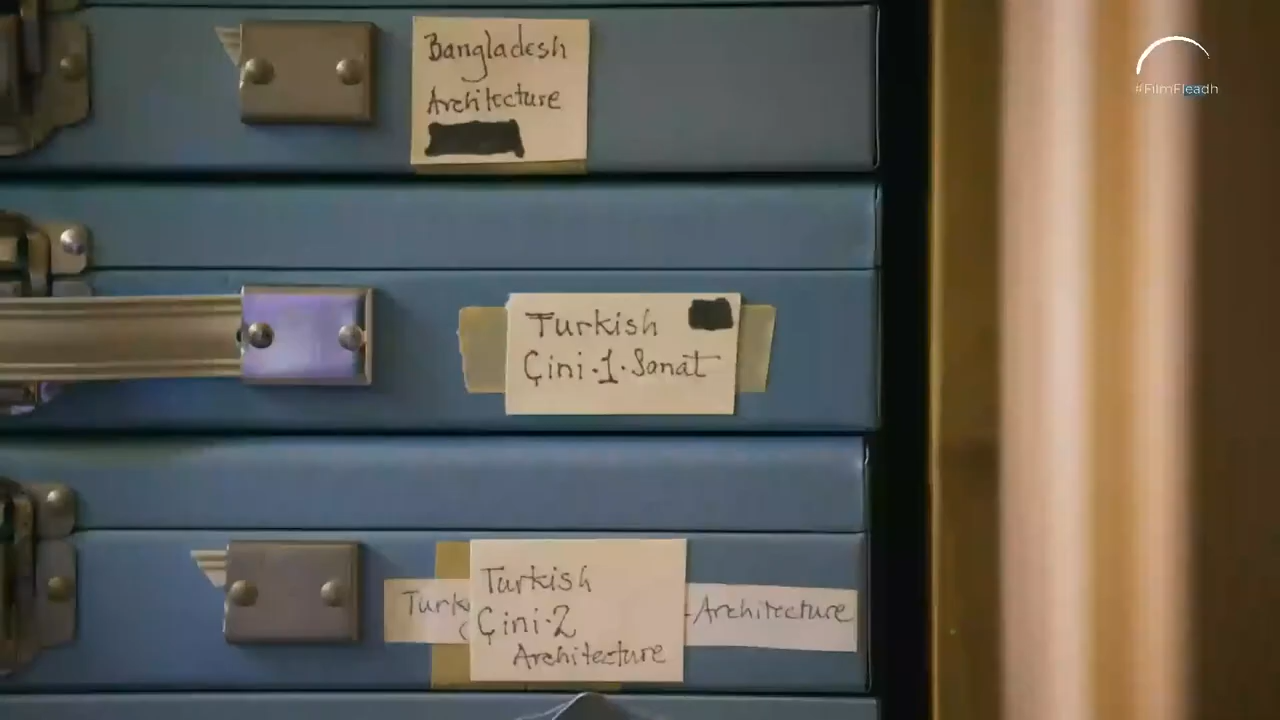 #FilmFleadh
Bangladesh
Architecture
Turkish
Çini.1.Sanat
Turkish
Çini.2
Architecture
Turk
-Architecture